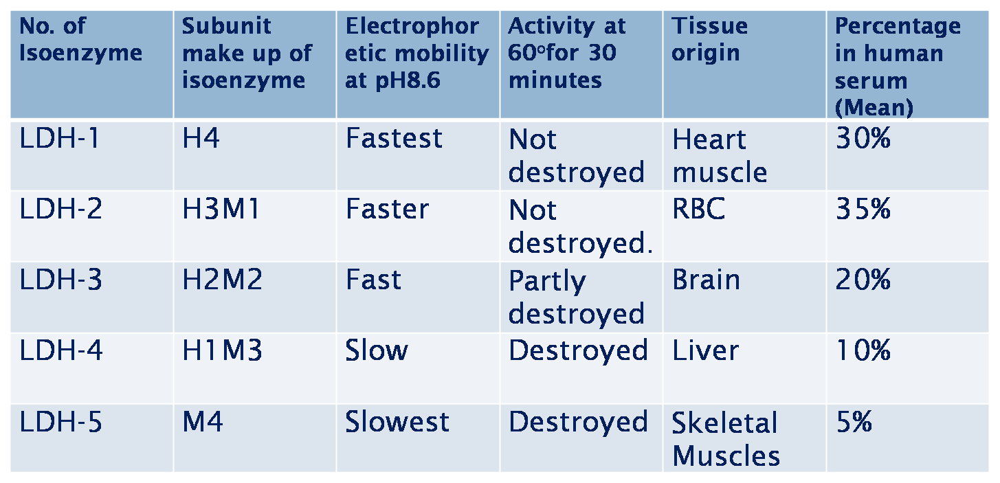 No. of
Isoenzyme
Subunit
make up of
isoenzyme
Electrophor
etic mobility
at pH8.6
Activity at
60ofor 30
minutes
Tissue
origin
Percentage
in human
serum
(Mean)
LDH-1
H4
Fastest
Not
destroyed
Heart
muscle
30%
LDH-2
H3M1
Faster
Not
destroyed.
RBC
35%
LDH-3
H2M2
Fast
Partly
destroyed
Brain
20%
LDH-4
H1M3
Slow
Destroyed
Liver
10%
LDH-5
M4
Slowest
Destroyed
Skeletal
Muscles
5%